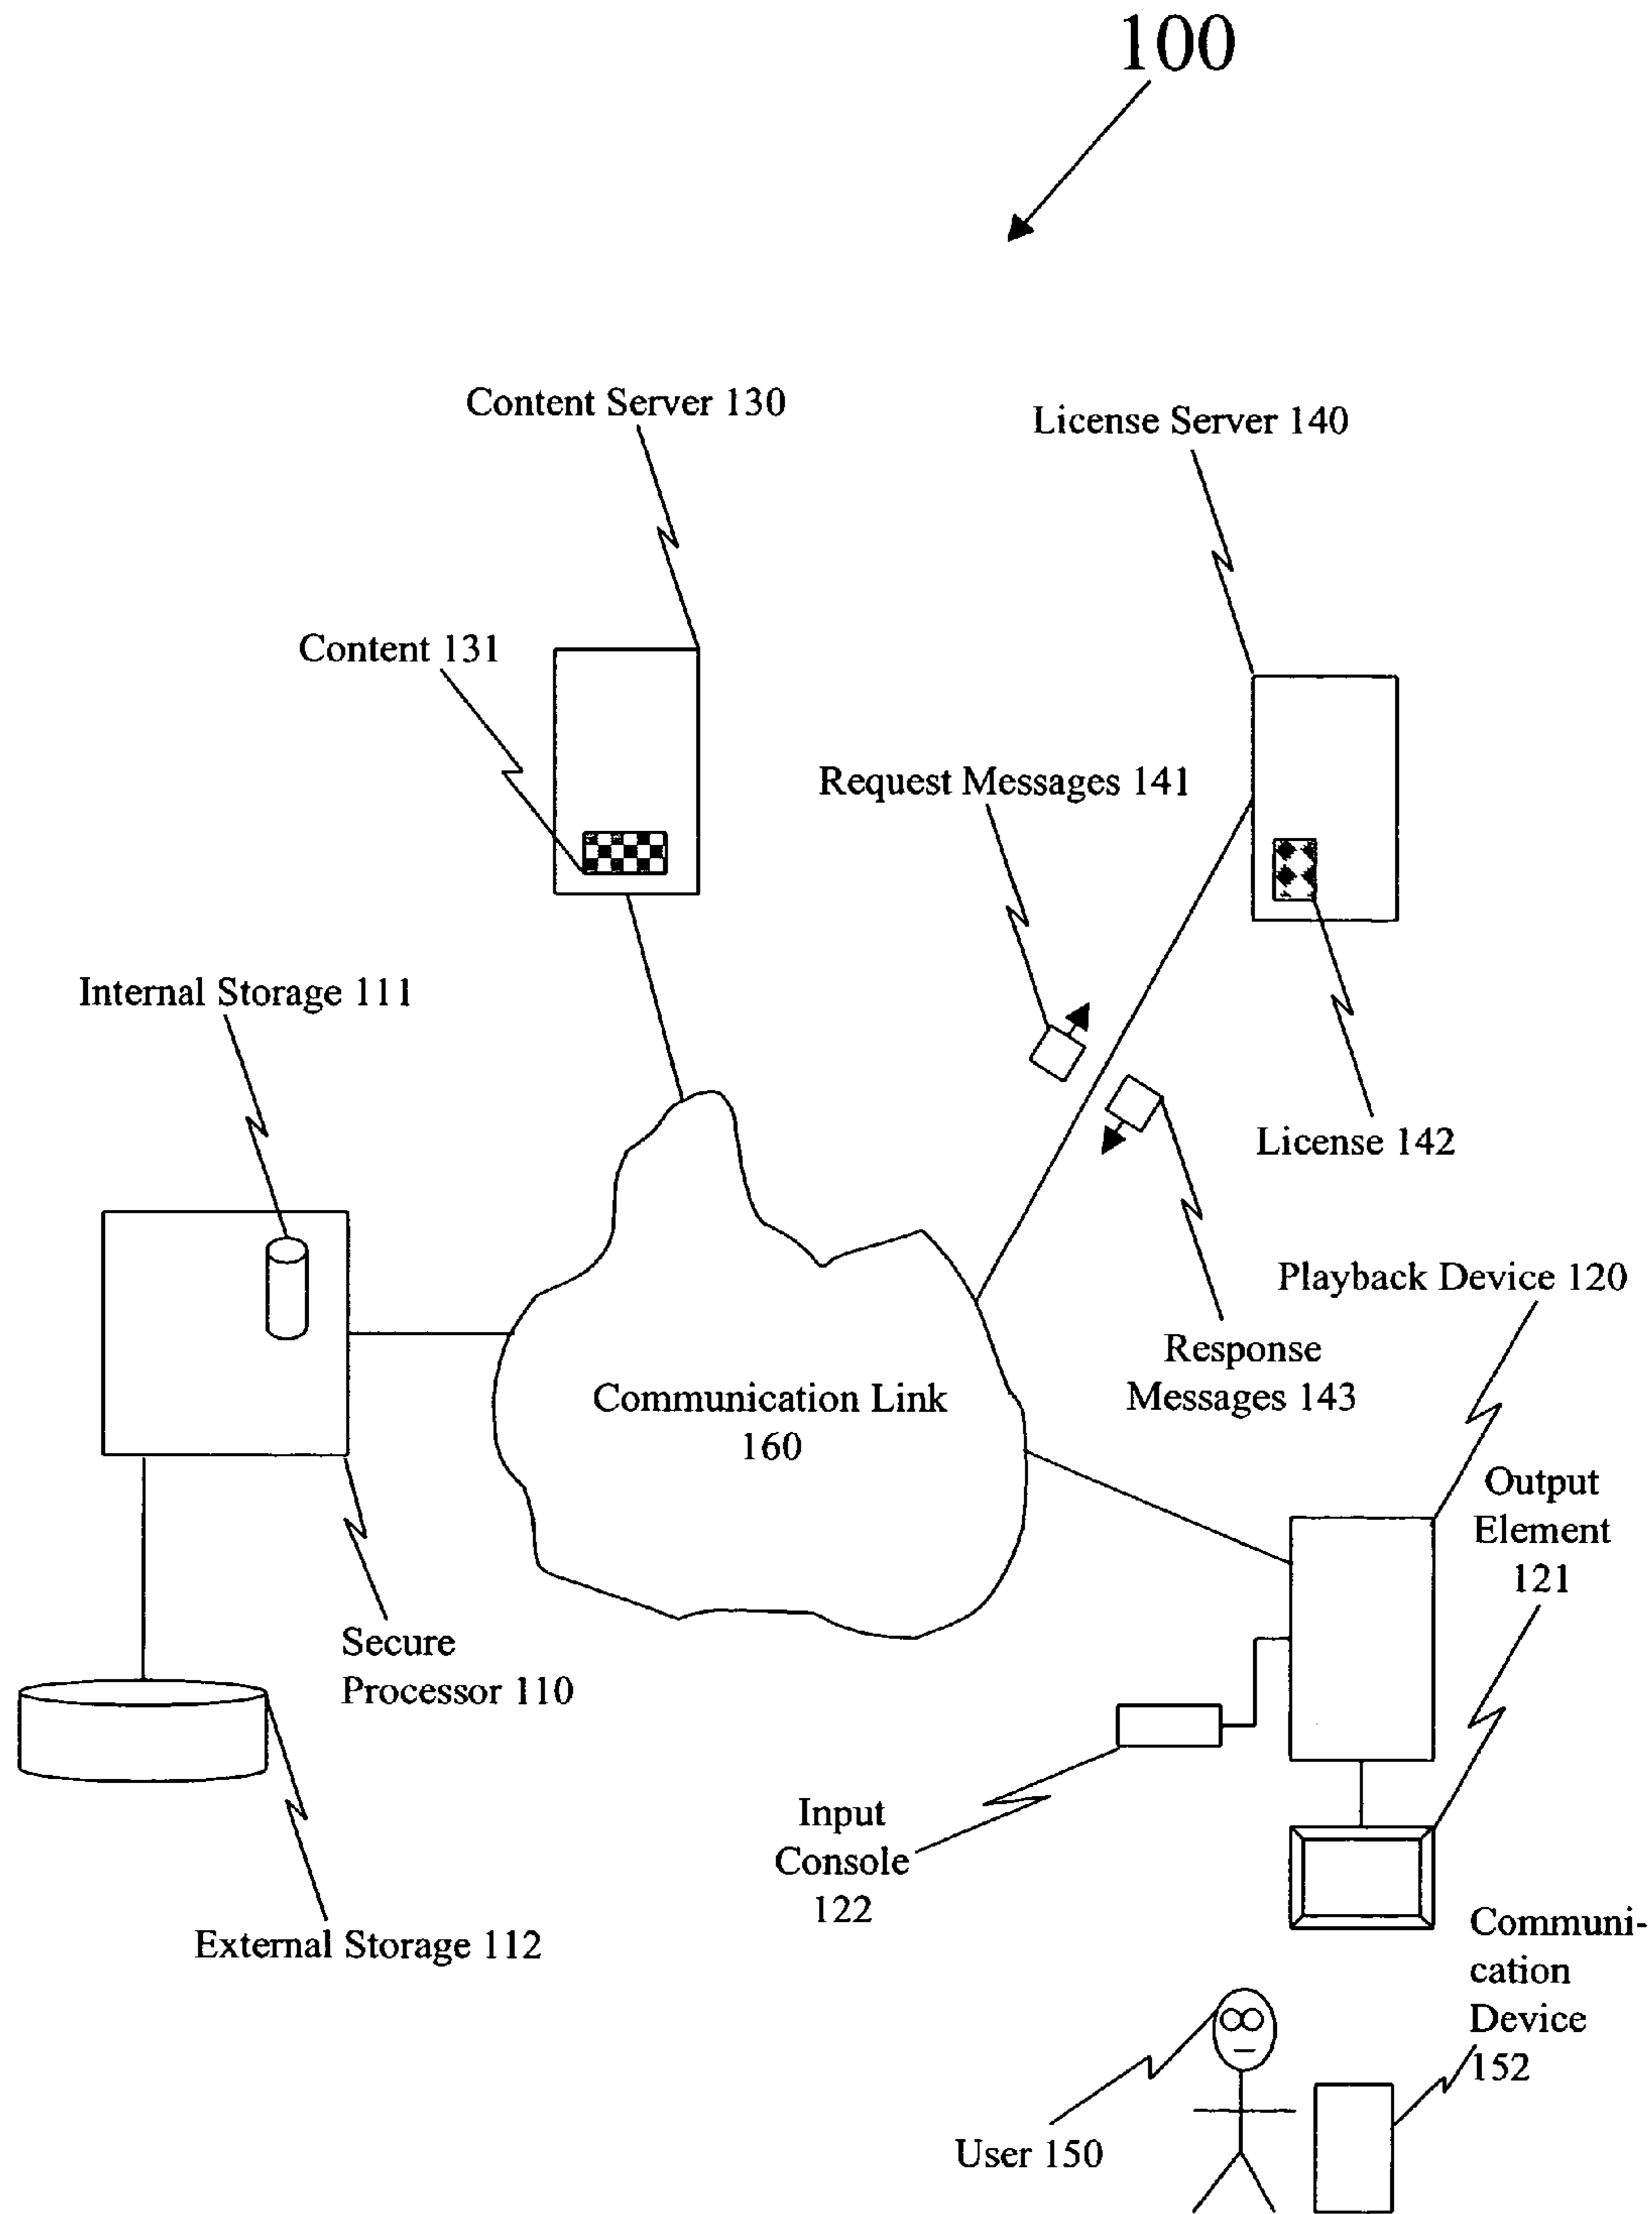 100
Content Server 130
License Server 140
Content 131
Request Messages 141
Internal Storage 111
License 142
Playback Device 120
Response
Messages 143
Communication Link
160
Output
Element
121
Secure
Processor 110
Input
Console
122
External Storage 112
Communi-
cation
Device
152
User 150